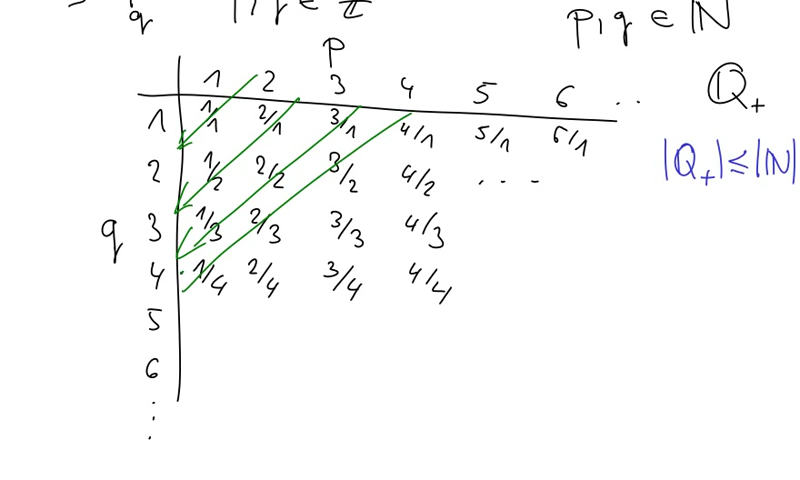 = q | p, q ∈ ℤ
p, q ∈ ℕ
p
1 2 3 4 5 6 .. ℚ₊
1 1/1 2/1 3/1 4/1 5/1 6/1
|ℚ₊| ≤ |ℕ|
2 1/2 2/2 3/2 4/2 ...
q 3 1/3 2/3 3/3 4/3
4 1/4 2/4 3/4 4/4
5
6
⋮